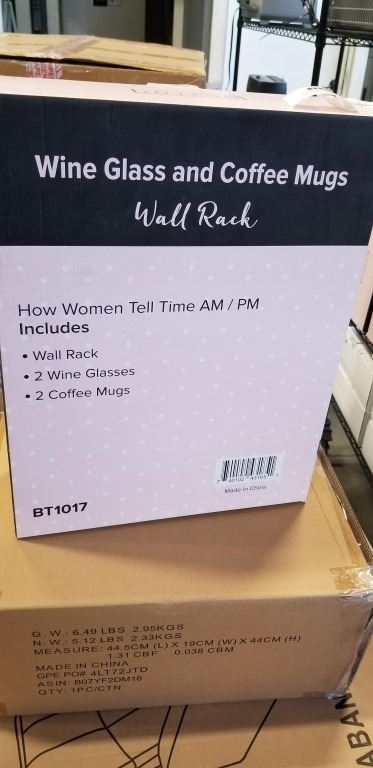 Wine Glass and Coffee Mugs
Wall Rack
How Women Tell Time AM / PM
Includes
• Wall Rack
• 2 Wine Glasses
• 2 Coffee Mugs
Made in China
BT1017
G. W.: 6.49 LBS 2.95KGS
N. W.: 5.12 LBS 2.33KGS
MEASURE: 44.5CM (L) X 19CM (W) X 44CM (H)
1.31 CBF 0.038 CBM
MADE IN CHINA
GPE PO# 4LT72JTD
ASIN: B07YF2DM16
QTY: 1PC/CTN
ABAN